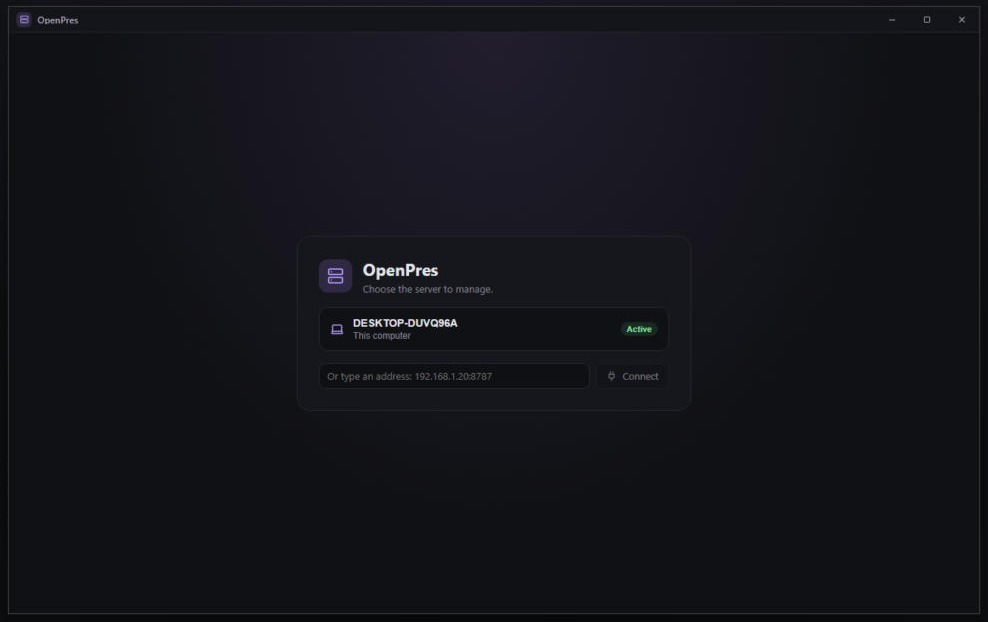 OpenPres
OpenPres
Choose the server to manage.
DESKTOP-DUVQ96A
This computer
Active
Or type an address: 192.168.1.20:8787
Connect